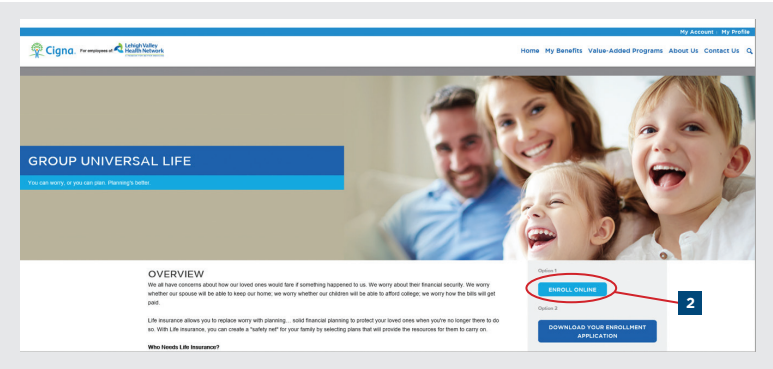 My Account | My Profile
Cigna. For employees of Lehigh Valley Health Network
Home My Benefits Value-Added Programs About Us Contact Us
GROUP UNIVERSAL LIFE
You can worry, or you can plan. Planning's better.
OVERVIEW
We all have concerns about how our loved ones would fare if something happened to us. We worry about their financial security. We worry
whether our spouse will be able to keep our home; we worry whether our children will be able to afford college; we worry how the bills will get
paid.
Life insurance allows you to replace worry with planning… solid financial planning to protect your loved ones when you're no longer there to do
so. With Life insurance, you can create a "safety net" for your family by selecting plans that will provide the resources for them to carry on.
Who Needs Life Insurance?
Option 1
ENROLL ONLINE
2
Option 2
DOWNLOAD YOUR ENROLLMENT
APPLICATION